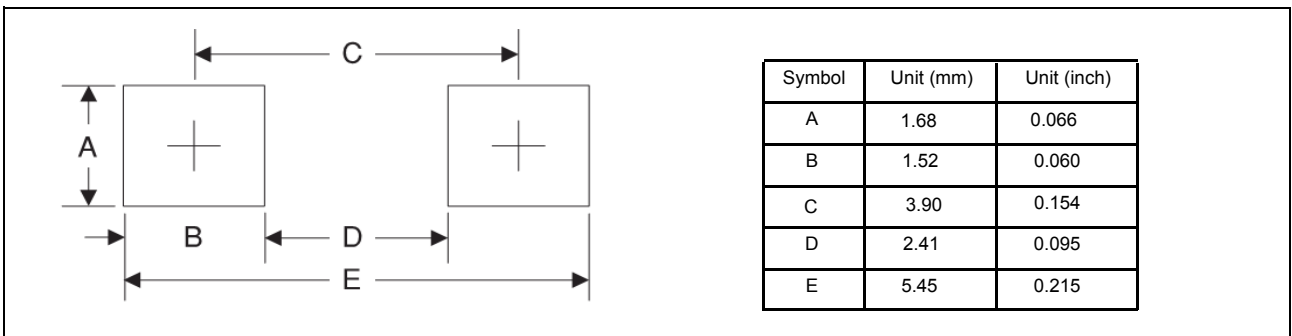 C
A
B
D
E
Symbol Unit (mm) Unit (inch)
A 1.68 0.066
B 1.52 0.060
C 3.90 0.154
D 2.41 0.095
E 5.45 0.215